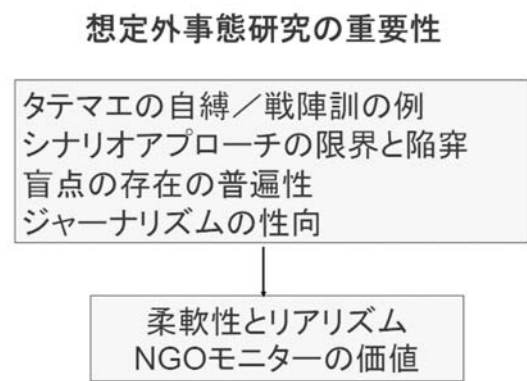 想定外事態研究の重要性
タテマエの自縛／戦陣訓の例
シナリオアプローチの限界と陥穽
盲点の存在の普遍性
ジャーナリズムの性向
柔軟性とリアリズム
NGOモニターの価値